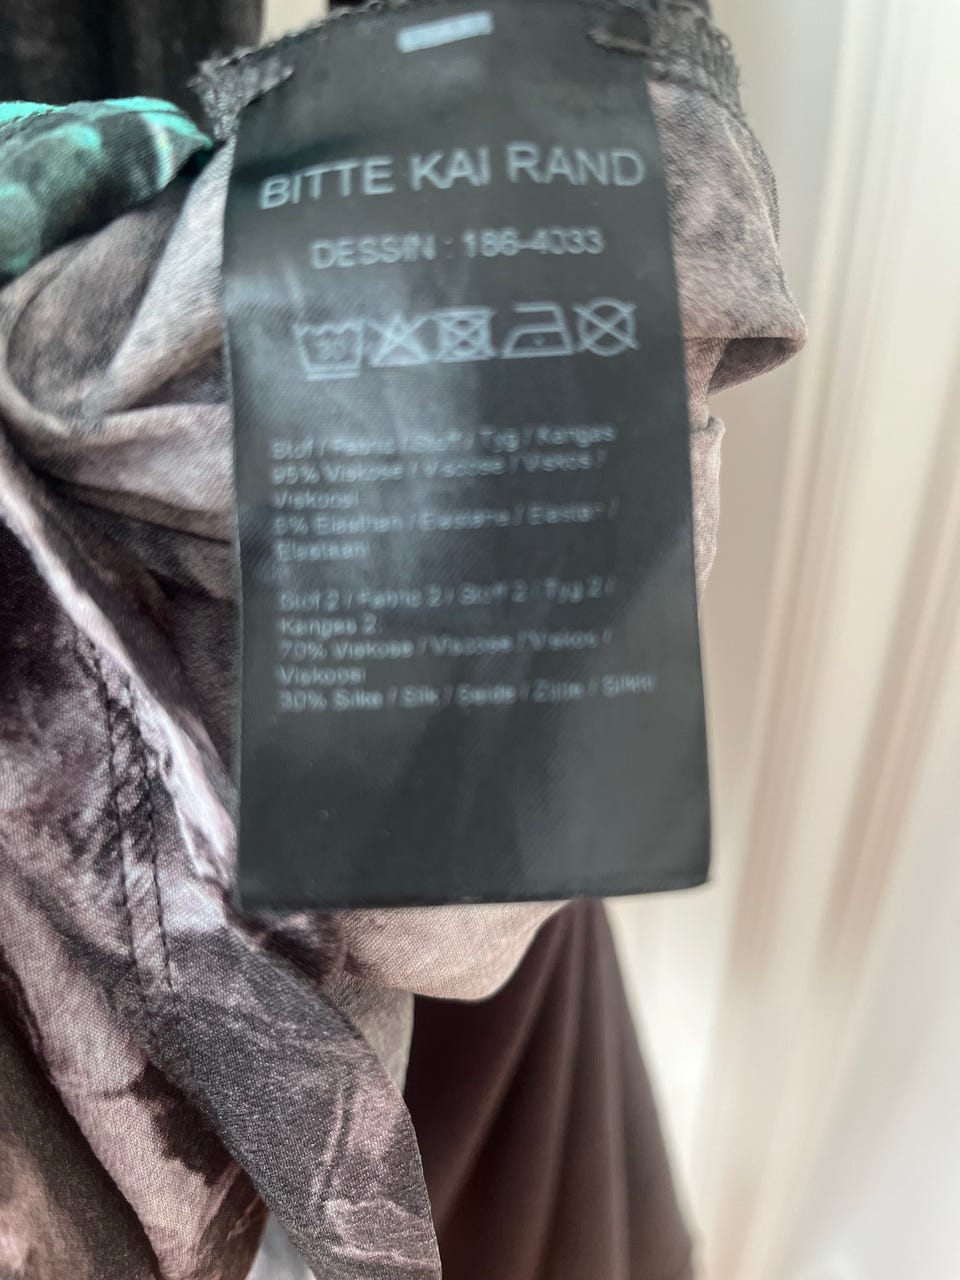 BITTE KAI RAND
DESSIN : 186-4033
30
Stof / Fabric / Stoff / Tyg / Kangas
95% Viskose / Viscose / Viskos /
Viskoosi
5% Elasthan / Elastane / Elastan /
Elastaani
Stof 2 / Fabric 2 / Stoff 2 / Tyg 2 /
Kangas 2:
70% Viskose / Viscose / Viskos /
Viskoosi
30% Silke / Silk / Seide / Silkki